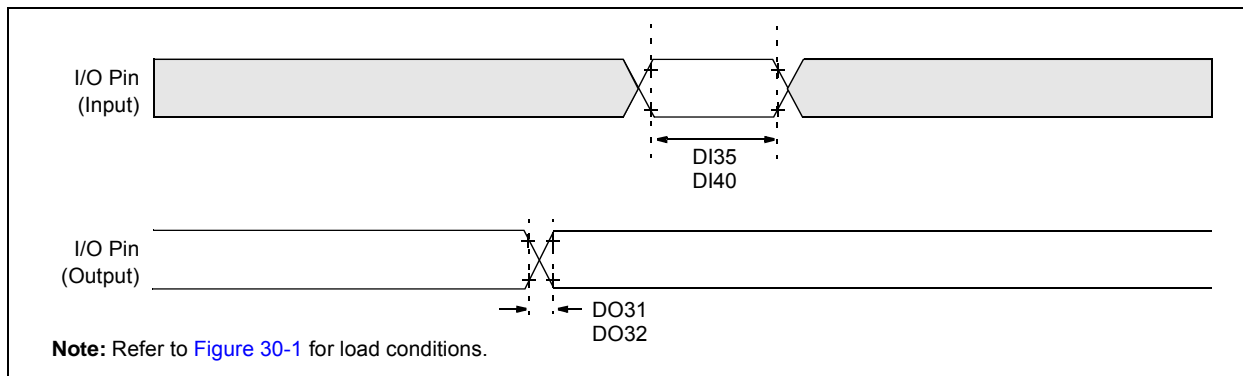 I/O Pin
(Input)
DI35
DI40
I/O Pin
(Output)
DO31
DO32
Note: Refer to Figure 30-1 for load conditions.